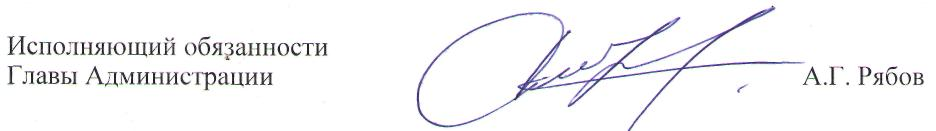 Исполняющий обязанности
Главы Администрации А.Г. Рябов